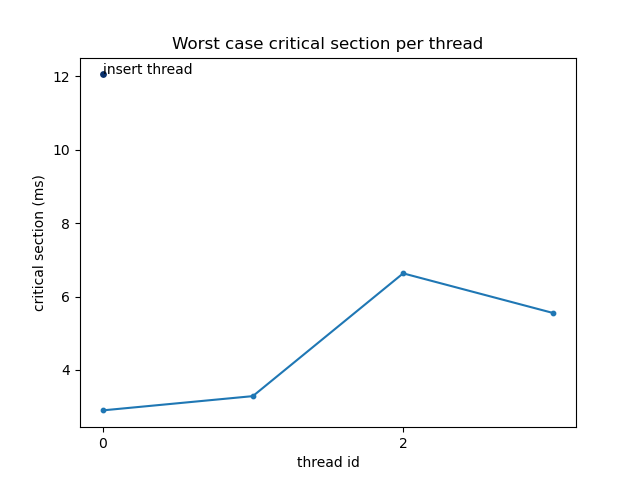 Worst case critical section per thread
insert thread
12
10
8
6
4
critical section (ms)
0
2
thread id